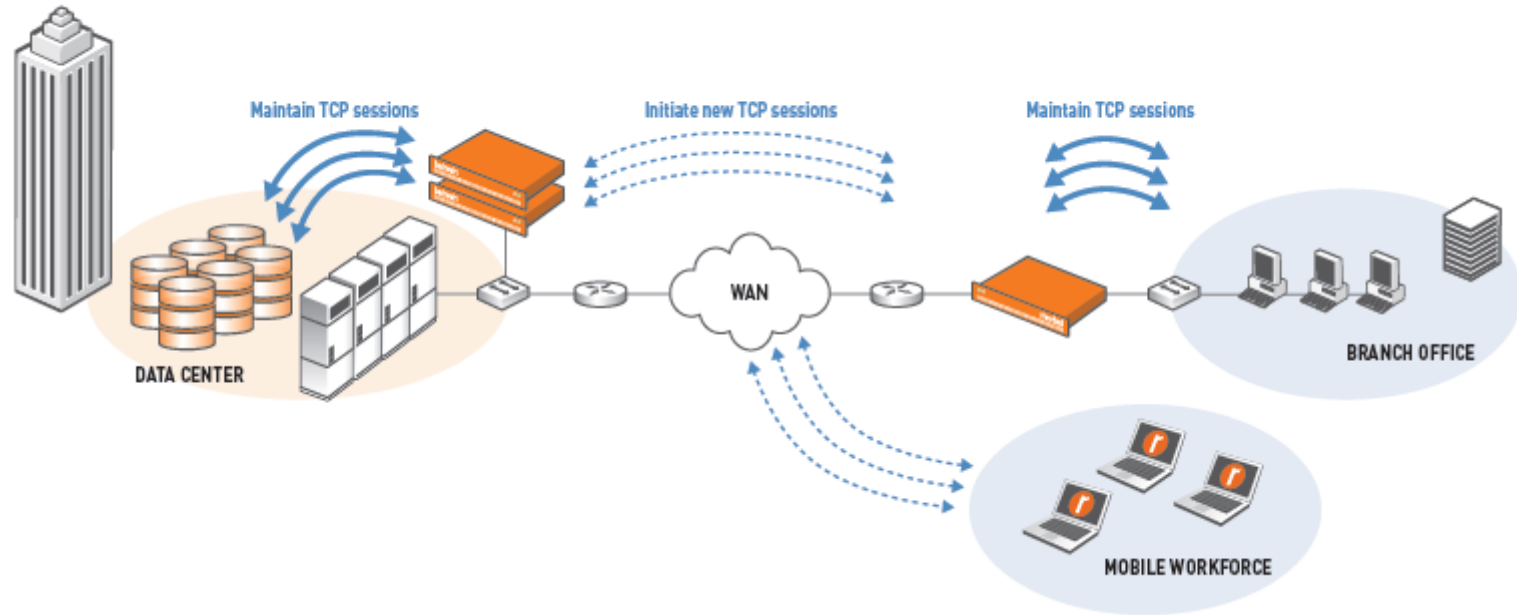 Maintain TCP sessions
Initiate new TCP sessions
Maintain TCP sessions
WAN
DATA CENTER
BRANCH OFFICE
r
r
r
MOBILE WORKFORCE